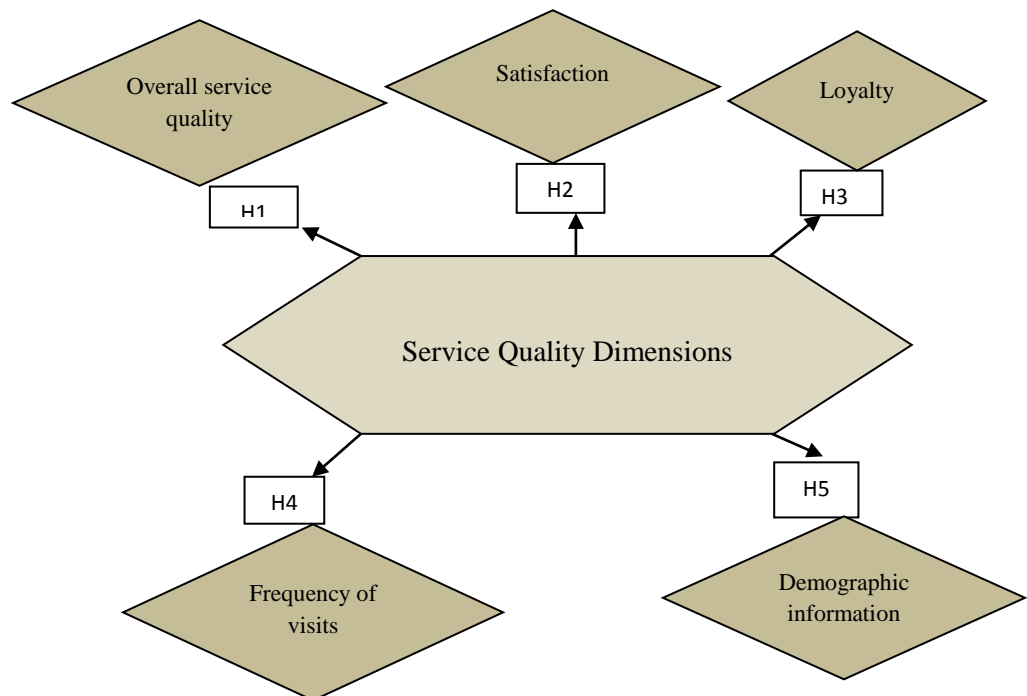 Overall service
quality
Satisfaction
Loyalty
H1
H2
H3
Service Quality Dimensions
H4
H5
Frequency of
visits
Demographic
information